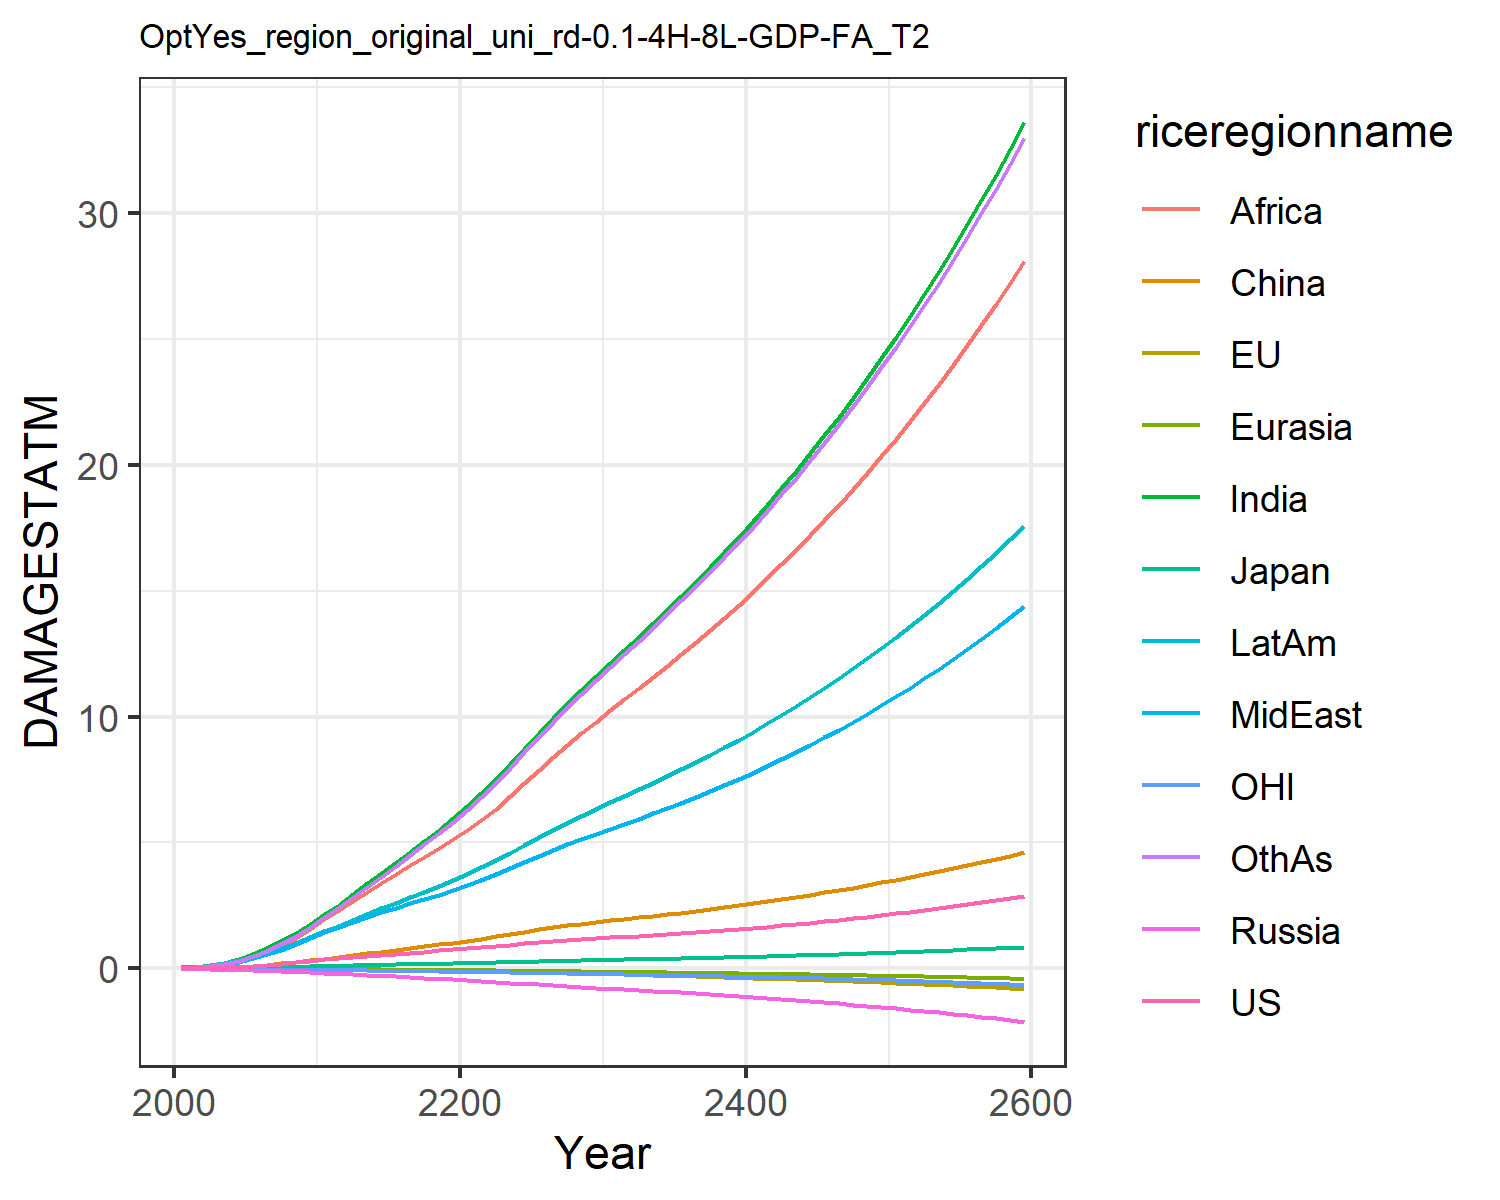 OptYes_region_original_uni_rd-0.1-4H-8L-GDP-FA_T2
DAMAGESTATM
30
20
10
0
2000
2200
2400
2600
Year
riceregionname
Africa
China
EU
Eurasia
India
Japan
LatAm
MidEast
OHI
OthAs
Russia
US